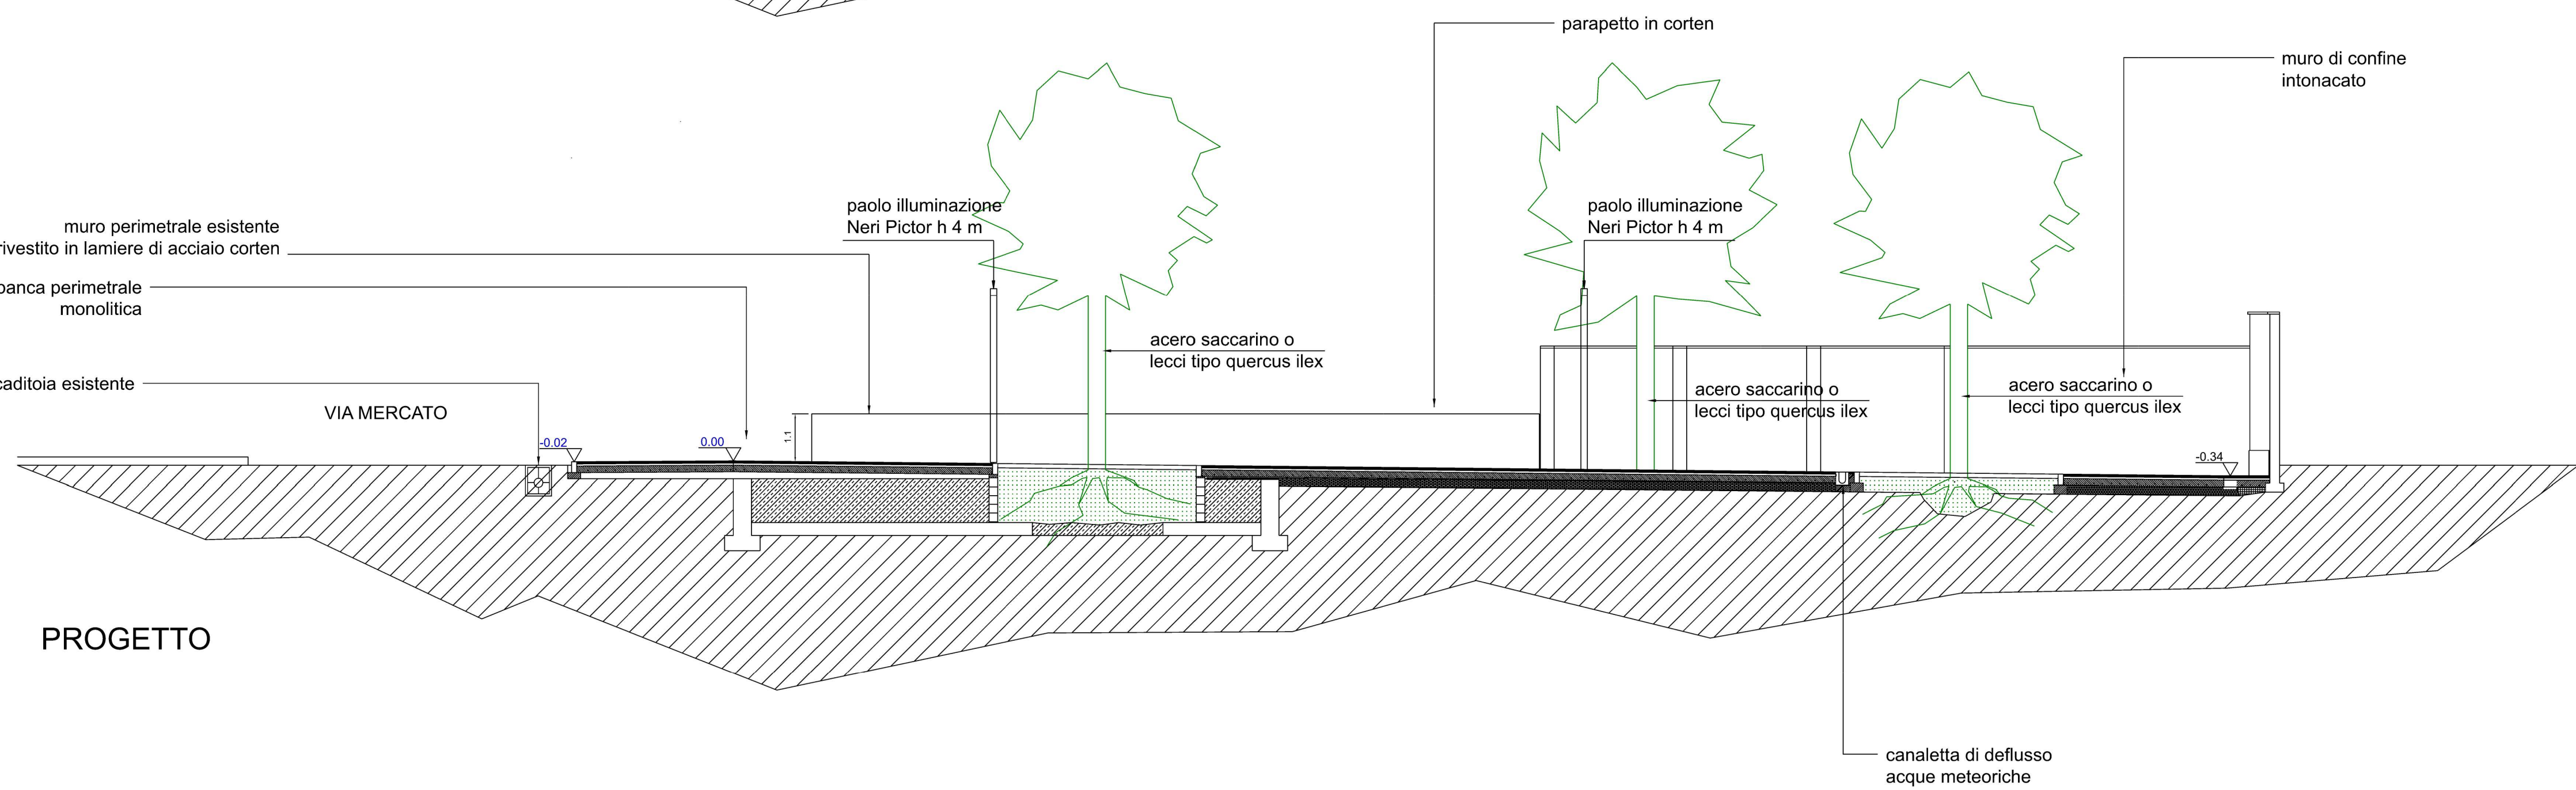 parapetto in corten
muro di confine
intonacato
paolo illuminazione
Neri Pictor h 4 m
paolo illuminazione
Neri Pictor h 4 m
muro perimetrale esistente
rivestito in lamiere di acciaio corten
banca perimetrale
monolitica
acero saccarino o
lecci tipo quercus ilex
acero saccarino o
lecci tipo quercus ilex
acero saccarino o
lecci tipo quercus ilex
caditoia esistente
VIA MERCATO
-0.02
0.00
1.1
-0.34
PROGETTO
canaletta di deflusso
acque meteoriche